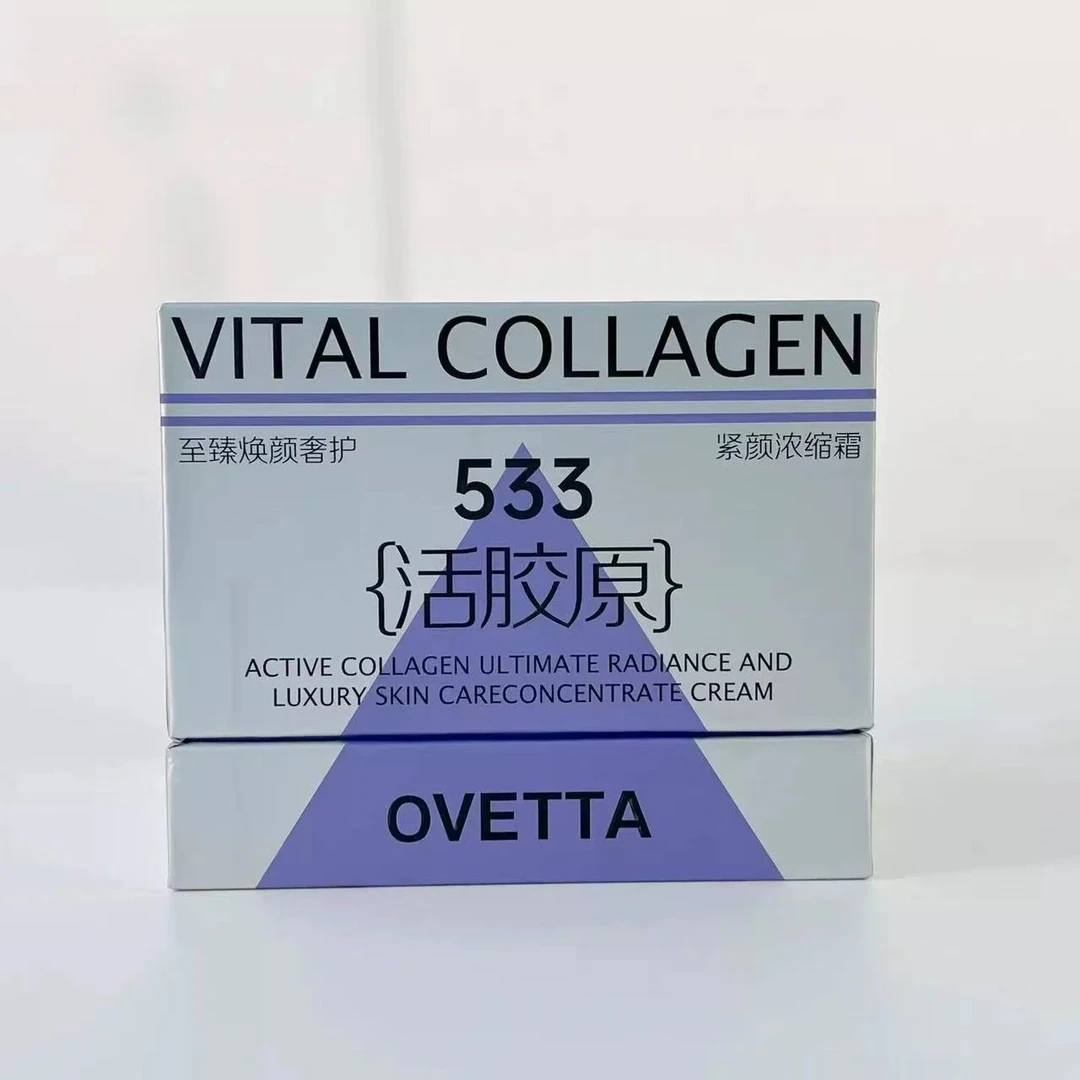 VITAL COLLAGEN
至臻焕颜奢护
紧颜浓缩霜
533
{活胶原}
ACTIVE COLLAGEN ULTIMATE RADIANCE AND
LUXURY SKIN CARECONCENTRATE CREAM
OVETTA